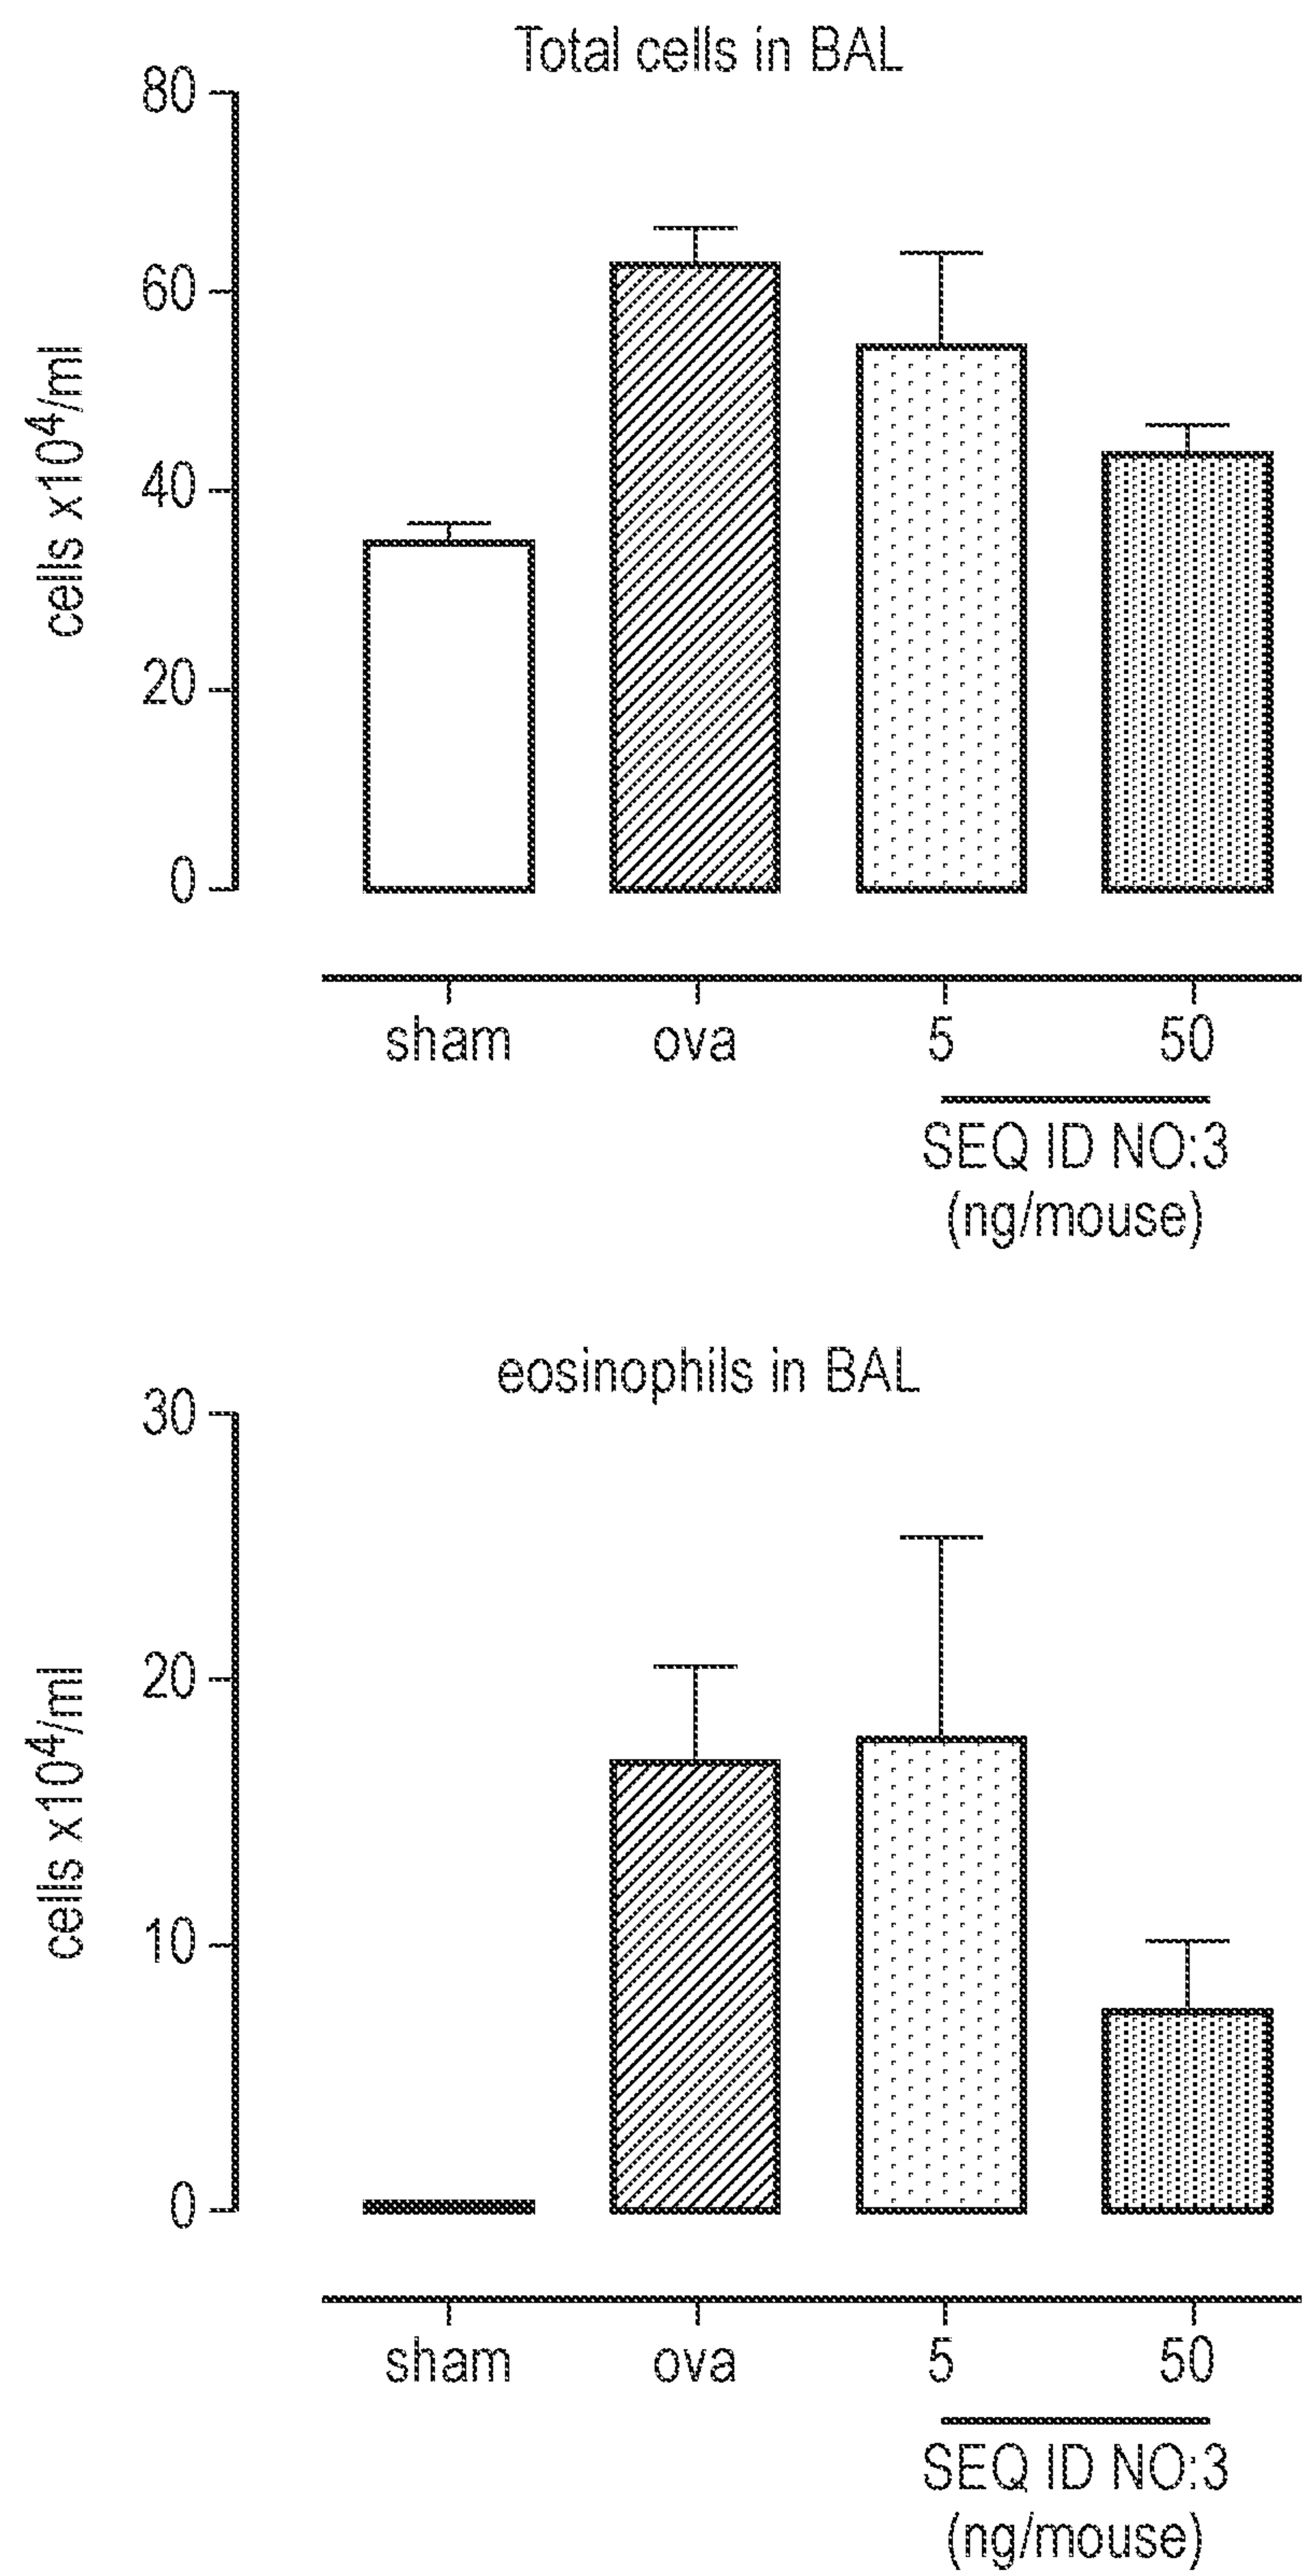 Total cells in BAL
80
60
40
20
0
cells x10⁴/ml
sham ova 5 50
SEQ ID NO:3
(ng/mouse)
eosinophils in BAL
30
20
10
0
cells x10⁴/ml
sham ova 5 50
SEQ ID NO:3
(ng/mouse)